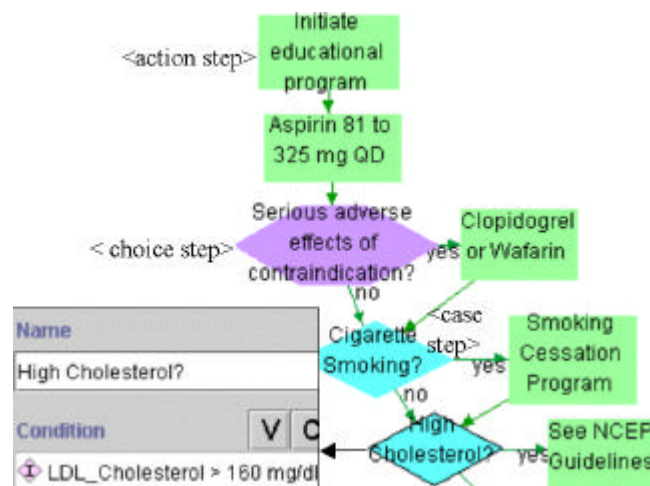 Initiate
educational
program
<action step>
Aspirin 81 to
325 mg QD
Serious adverse
effects of
contraindication?
< choice step>
yes
Clopidogrel
or Wafarin
no
Cigarette
Smoking?
<case
step>
yes
Smoking
Cessation
Program
no
High
Cholesterol?
yes
See NCEP
Guidelines
Name
High Cholesterol?
Condition
V
C
I
LDL_Cholesterol > 160 mg/dl